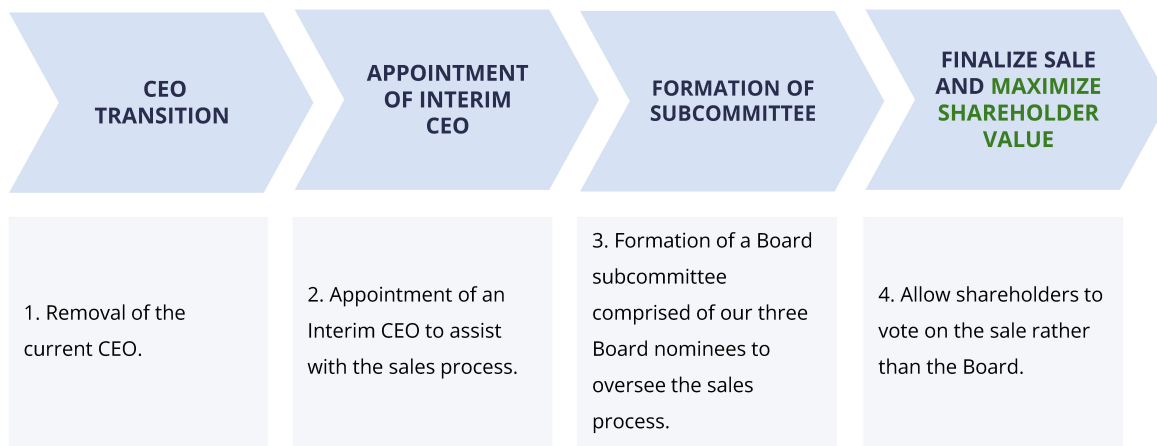 CEO
TRANSITION
APPOINTMENT
OF INTERIM
CEO
FORMATION OF
SUBCOMMITTEE
FINALIZE SALE
AND MAXIMIZE
SHAREHOLDER
VALUE
1. Removal of the
current CEO.
2. Appointment of an
Interim CEO to assist
with the sales process.
3. Formation of a Board
subcommittee
comprised of our three
Board nominees to
oversee the sales
process.
4. Allow shareholders to
vote on the sale rather
than the Board.